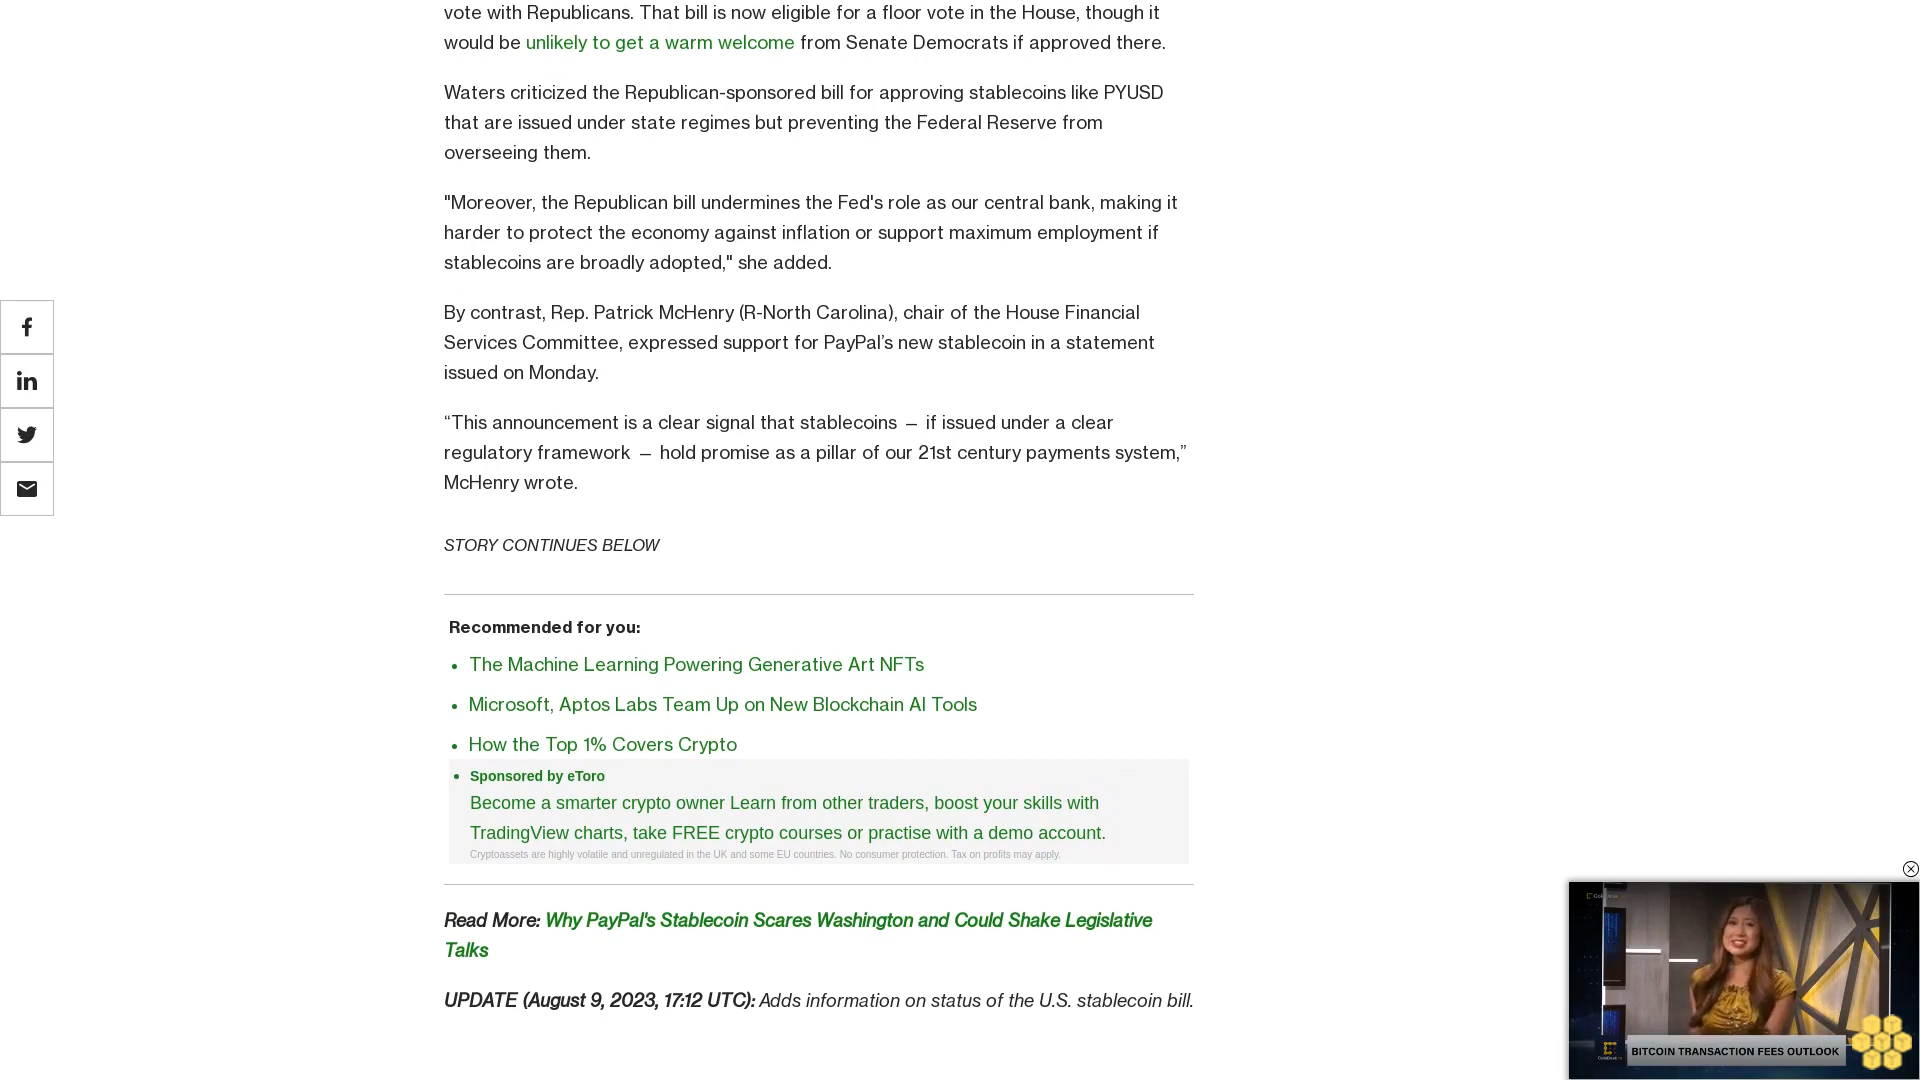 vote with Republicans. That bill is now eligible for a floor vote in the House, though it
would be unlikely to get a warm welcome from Senate Democrats if approved there.
Waters criticized the Republican-sponsored bill for approving stablecoins like PYUSD
that are issued under state regimes but preventing the Federal Reserve from
overseeing them.
"Moreover, the Republican bill undermines the Fed's role as our central bank, making it
harder to protect the economy against inflation or support maximum employment if
stablecoins are broadly adopted," she added.
By contrast, Rep. Patrick McHenry (R-North Carolina), chair of the House Financial
Services Committee, expressed support for PayPal’s new stablecoin in a statement
issued on Monday.
“This announcement is a clear signal that stablecoins — if issued under a clear
regulatory framework — hold promise as a pillar of our 21st century payments system,”
McHenry wrote.
STORY CONTINUES BELOW
Recommended for you:
• The Machine Learning Powering Generative Art NFTs
• Microsoft, Aptos Labs Team Up on New Blockchain AI Tools
• How the Top 1% Covers Crypto
• Sponsored by eToro
Become a smarter crypto owner Learn from other traders, boost your skills with
TradingView charts, take FREE crypto courses or practise with a demo account.
Cryptoassets are highly volatile and unregulated in the UK and some EU countries. No consumer protection. Tax on profits may apply.
Read More: Why PayPal's Stablecoin Scares Washington and Could Shake Legislative
Talks
UPDATE (August 9, 2023, 17:12 UTC): Adds information on status of the U.S. stablecoin bill.
CoinDesk
BITCOIN TRANSACTION FEES OUTLOOK